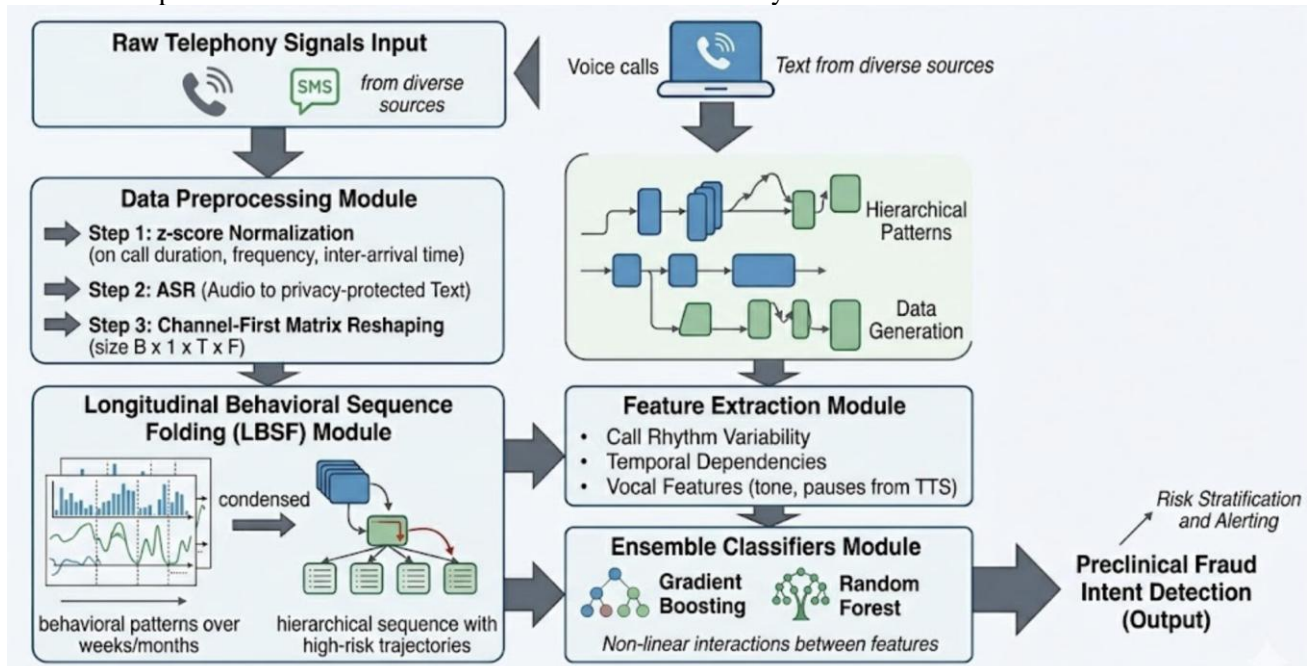 Raw Telephony Signals Input
SMS
from diverse
sources
Voice calls
Text from diverse sources
Data Preprocessing Module
Step 1: z-score Normalization
(on call duration, frequency, inter-arrival time)
Step 2: ASR (Audio to privacy-protected Text)
Step 3: Channel-First Matrix Reshaping
(size B x 1 x T x F)
Hierarchical
Patterns
Data
Generation
Longitudinal Behavioral Sequence
Folding (LBSF) Module
condensed
behavioral patterns over
weeks/months
hierarchical sequence with
high-risk trajectories
Feature Extraction Module
• Call Rhythm Variability
• Temporal Dependencies
• Vocal Features (tone, pauses from TTS)
Ensemble Classifiers Module
Gradient
Boosting
Random
Forest
Non-linear interactions between features
Risk Stratification
and Alerting
Preclinical Fraud
Intent Detection
(Output)